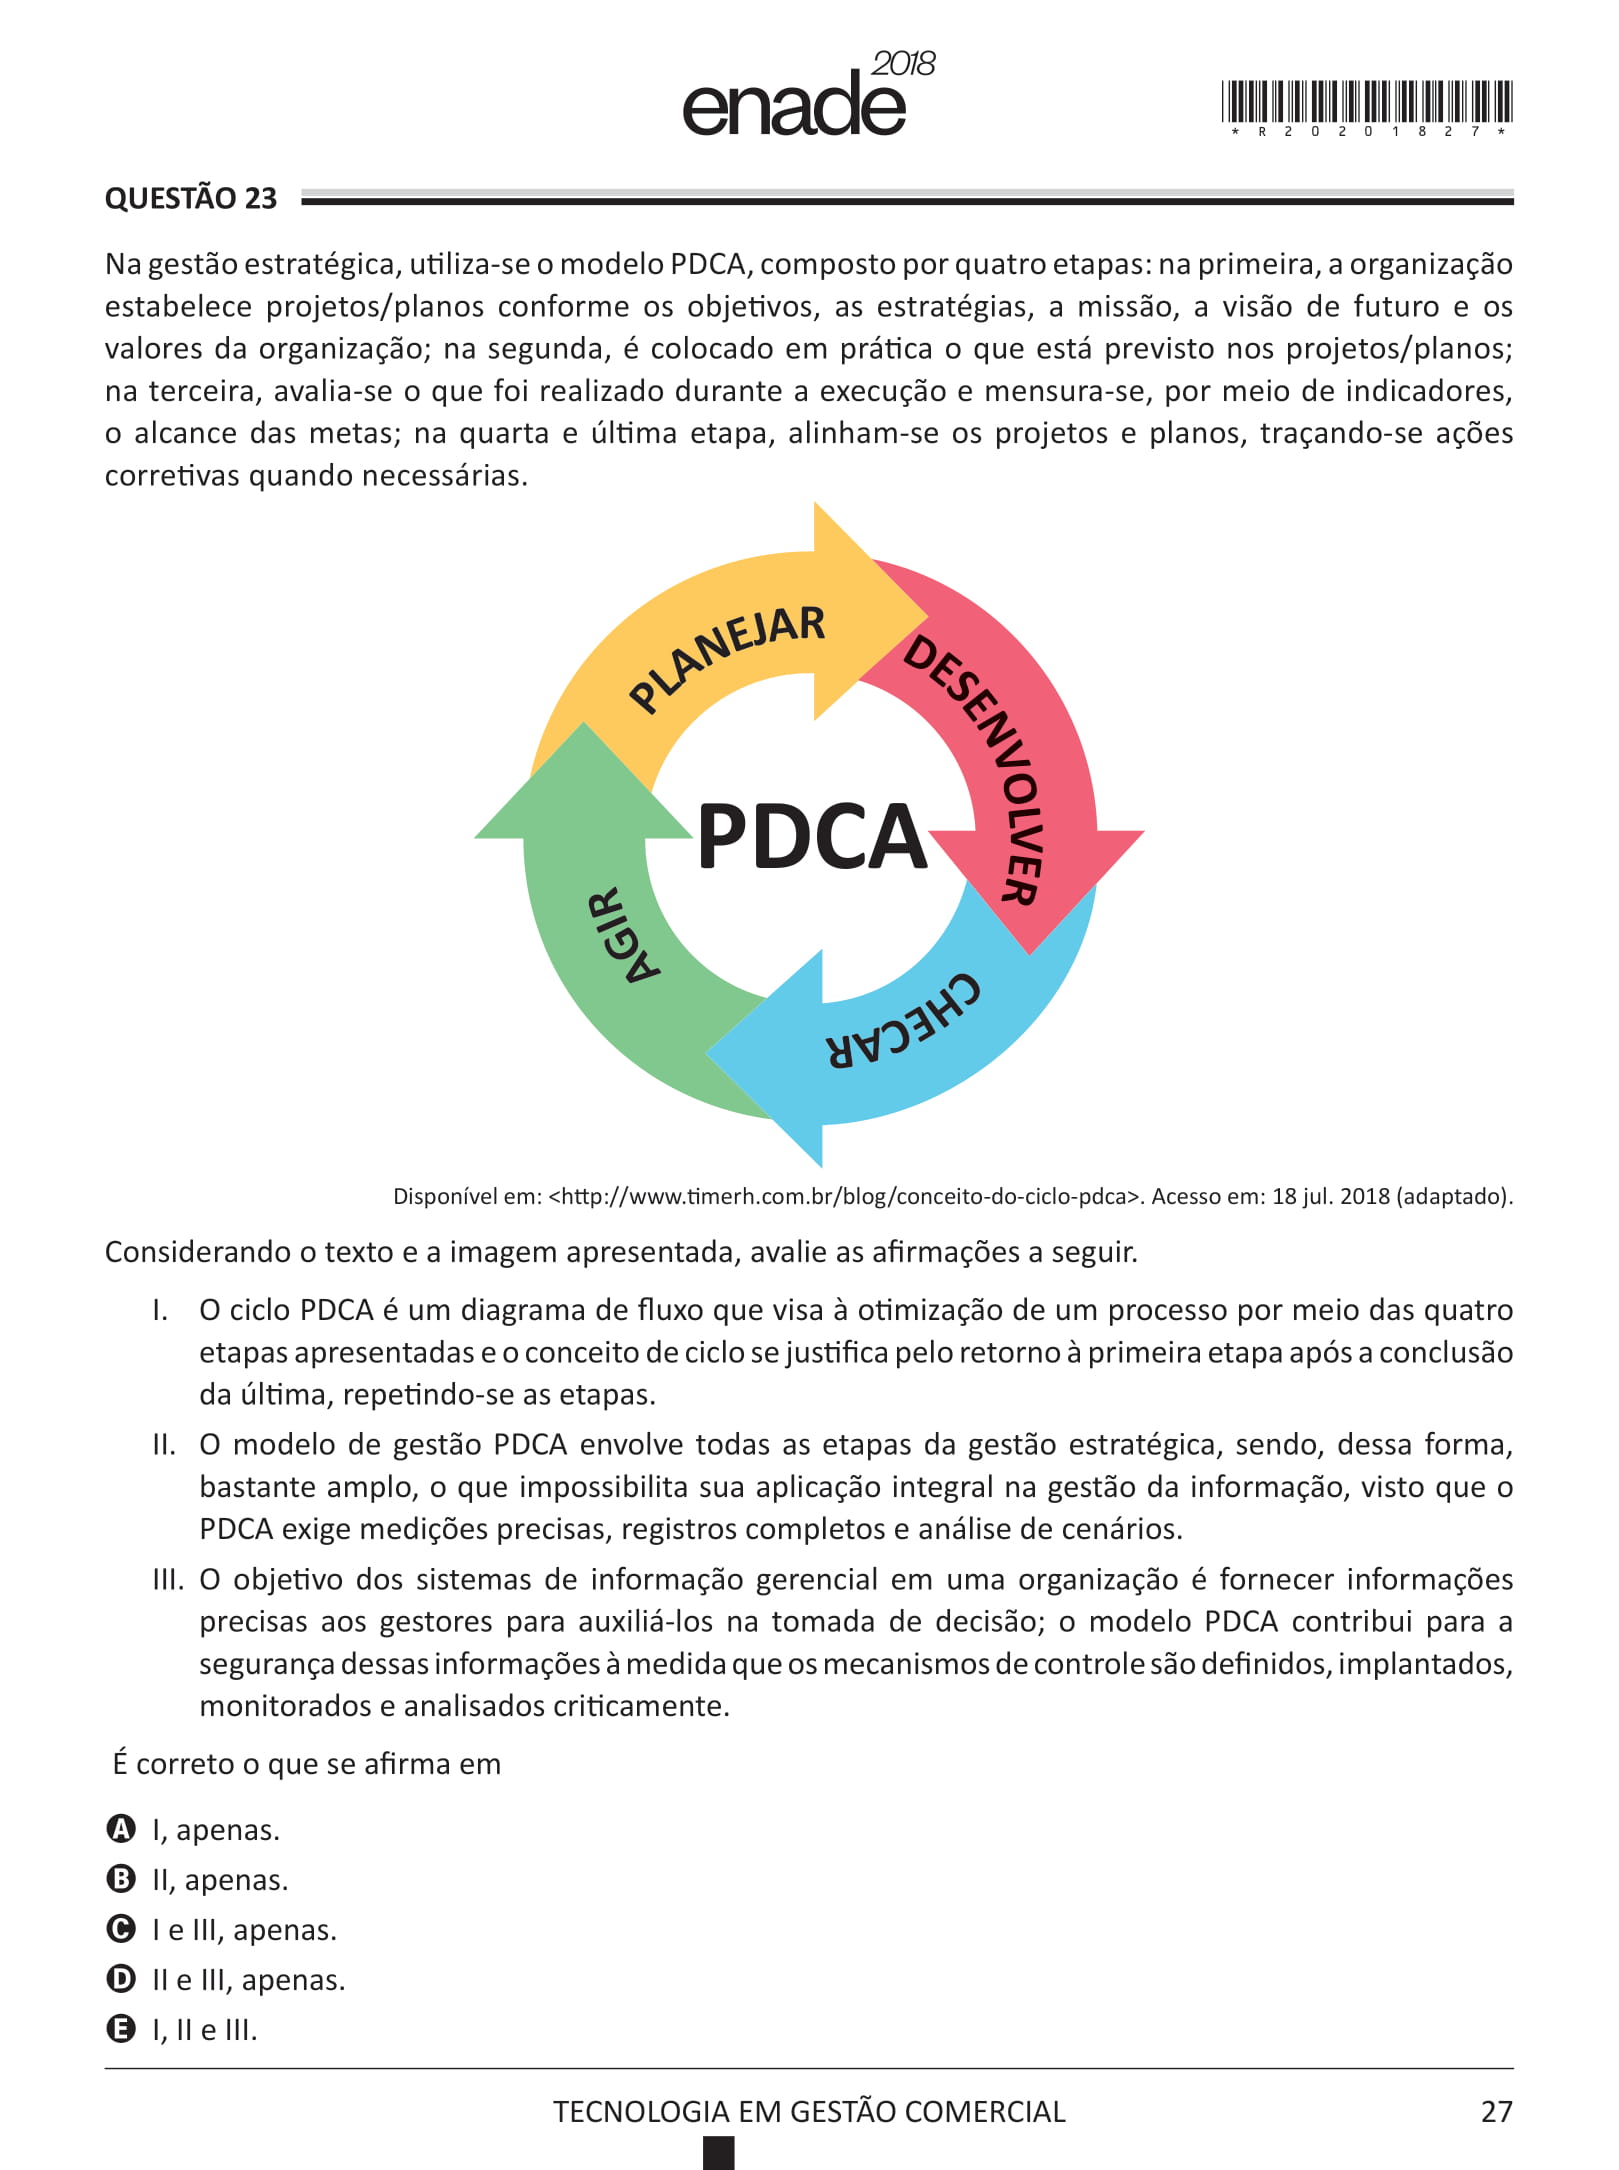 enade 2018
*R20201827*
QUESTÃO 23
Na gestão estratégica, utiliza-se o modelo PDCA, composto por quatro etapas: na primeira, a organização
estabelece projetos/planos conforme os objetivos, as estratégias, a missão, a visão de futuro e os
valores da organização; na segunda, é colocado em prática o que está previsto nos projetos/planos;
na terceira, avalia-se o que foi realizado durante a execução e mensura-se, por meio de indicadores,
o alcance das metas; na quarta e última etapa, alinham-se os projetos e planos, traçando-se ações
corretivas quando necessárias.
PLANEJAR
DESENVOLVER
PDCA
AGIR
CHECAR
Disponível em: <http://www.timerh.com.br/blog/conceito-do-ciclo-pdca>. Acesso em: 18 jul. 2018 (adaptado).
Considerando o texto e a imagem apresentada, avalie as afirmações a seguir.
I. O ciclo PDCA é um diagrama de fluxo que visa à otimização de um processo por meio das quatro
etapas apresentadas e o conceito de ciclo se justifica pelo retorno à primeira etapa após a conclusão
da última, repetindo-se as etapas.
II. O modelo de gestão PDCA envolve todas as etapas da gestão estratégica, sendo, dessa forma,
bastante amplo, o que impossibilita sua aplicação integral na gestão da informação, visto que o
PDCA exige medições precisas, registros completos e análise de cenários.
III. O objetivo dos sistemas de informação gerencial em uma organização é fornecer informações
precisas aos gestores para auxiliá-los na tomada de decisão; o modelo PDCA contribui para a
segurança dessas informações à medida que os mecanismos de controle são definidos, implantados,
monitorados e analisados criticamente.
É correto o que se afirma em
A I, apenas.
B II, apenas.
C I e III, apenas.
D II e III, apenas.
E I, II e III.
TECNOLOGIA EM GESTÃO COMERCIAL
27